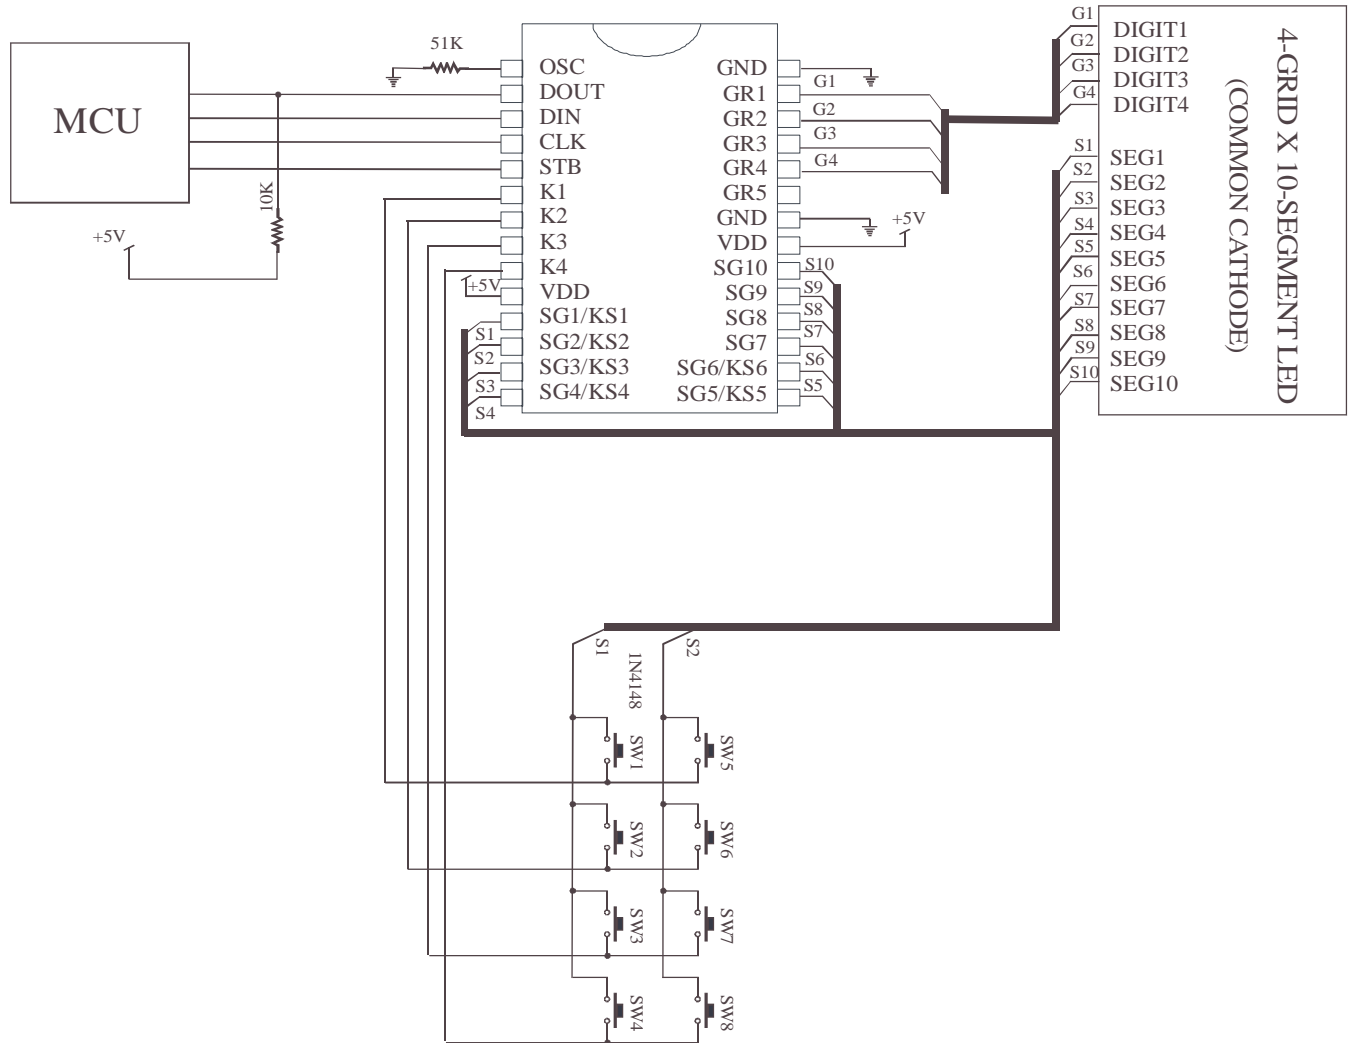 MCU
51K
10K
+5V
OSC
DOUT
DIN
CLK
STB
K1
K2
K3
K4
VDD
SG1/KS1
SG2/KS2
SG3/KS3
SG4/KS4
+5V
S1
S2
S3
S4
GND
GR1
GR2
GR3
GR4
GR5
GND
VDD
SG10
SG9
SG8
SG7
SG6/KS6
SG5/KS5
G1
G2
G3
G4
+5V
S10
S9
S8
S7
S6
S5
G1
G2
G3
G4
DIGIT1
DIGIT2
DIGIT3
DIGIT4
S1
S2
S3
S4
S5
S6
S7
S8
S9
S10
SEG1
SEG2
SEG3
SEG4
SEG5
SEG6
SEG7
SEG8
SEG9
SEG10
4-GRID X 10-SEGMENT LED
(COMMON CATHODE)
S1
S2
1N4148
SW1
SW5
SW2
SW6
SW3
SW7
SW4
SW8